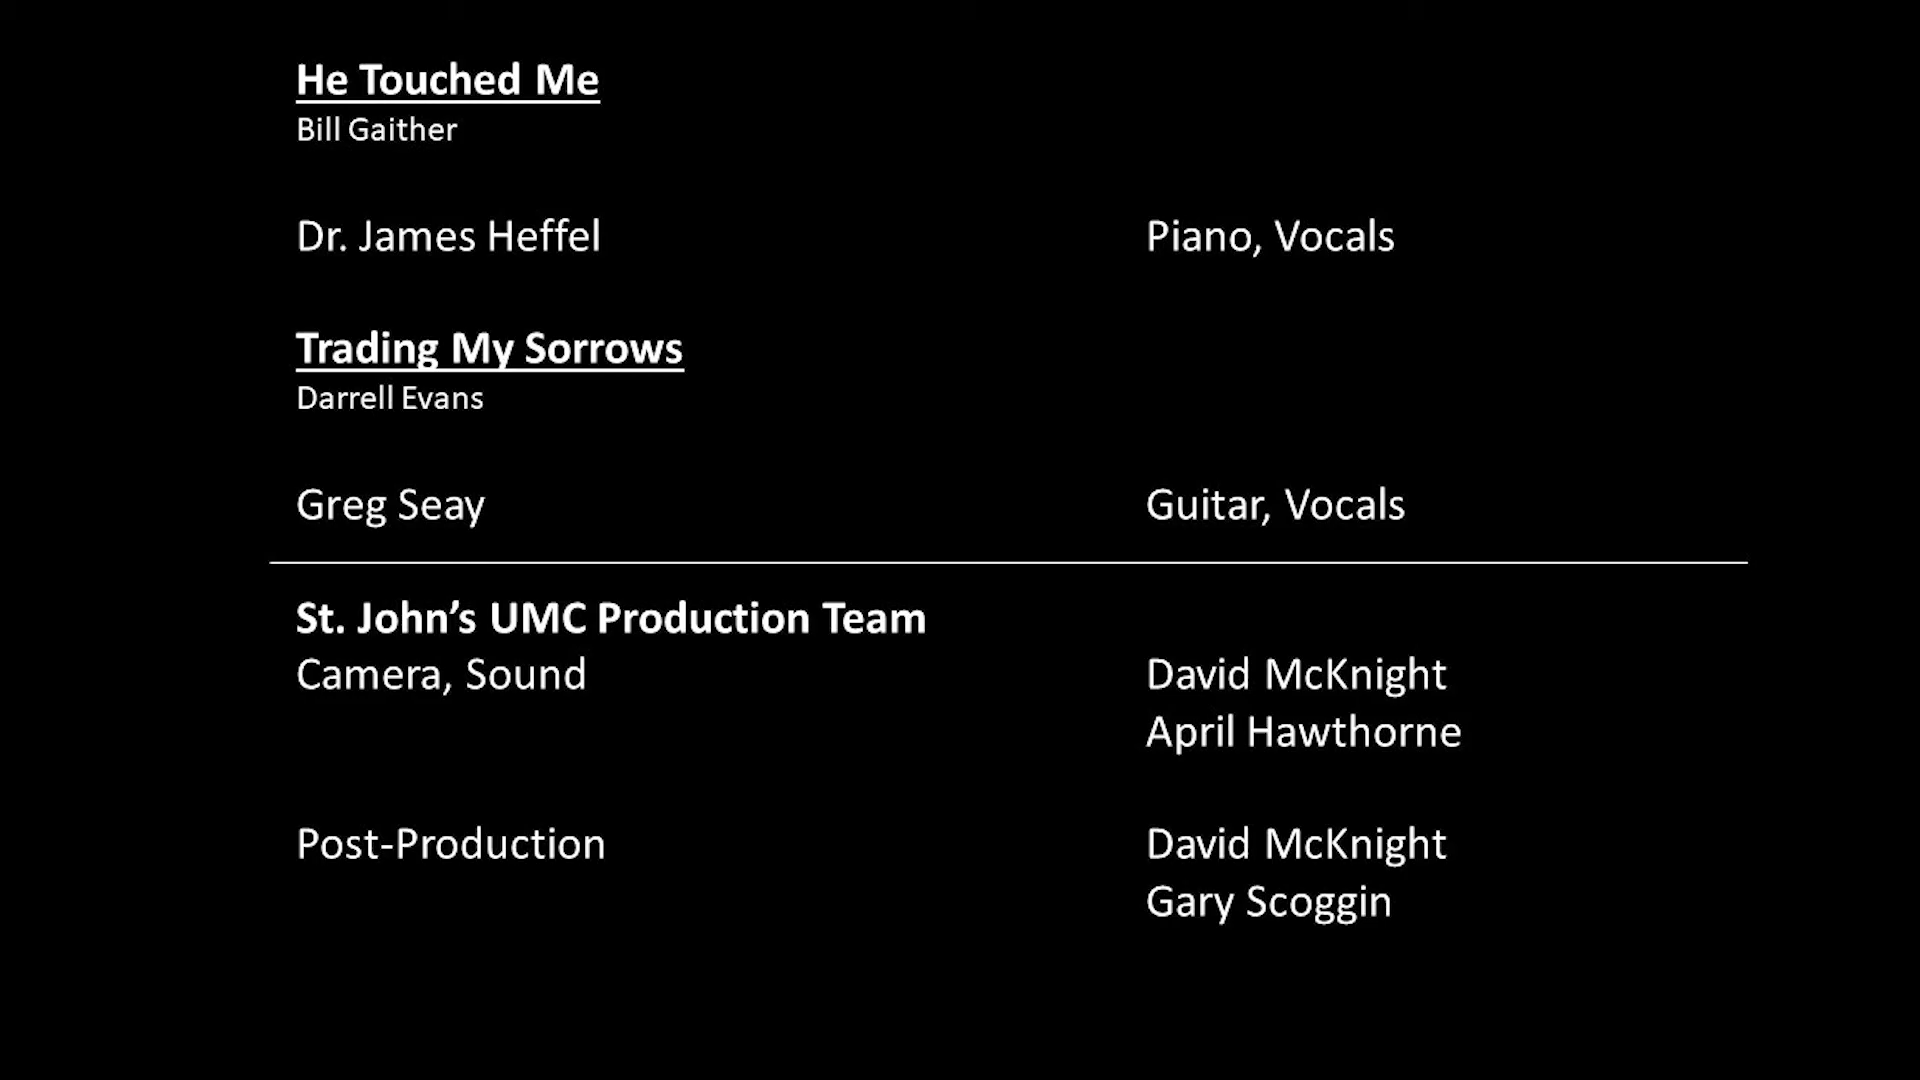 He Touched Me
Bill Gaither
Dr. James Heffel Piano, Vocals
Trading My Sorrows
Darrell Evans
Greg Seay Guitar, Vocals
St. John’s UMC Production Team
Camera, Sound David McKnight
April Hawthorne
Post-Production David McKnight
Gary Scoggin